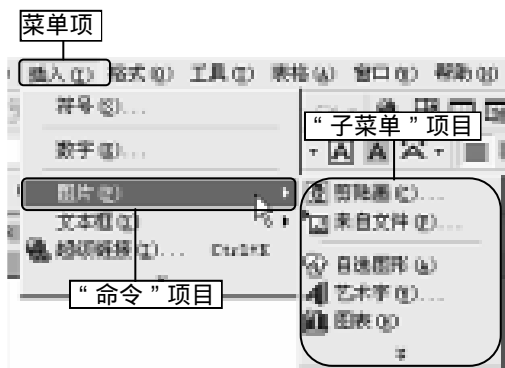 菜单项
插入(I) 格式(O) 工具(T) 表格(A) 窗口(W) 帮助(H)
符号(S)...
“子菜单”项目
数字(U)...
图片(P)
剪贴画(C)...
文本框(X)
来自文件(F)...
超级链接(I)... Ctrl+K
自选图形(A)
“命令”项目
艺术字(W)...
图表(H)